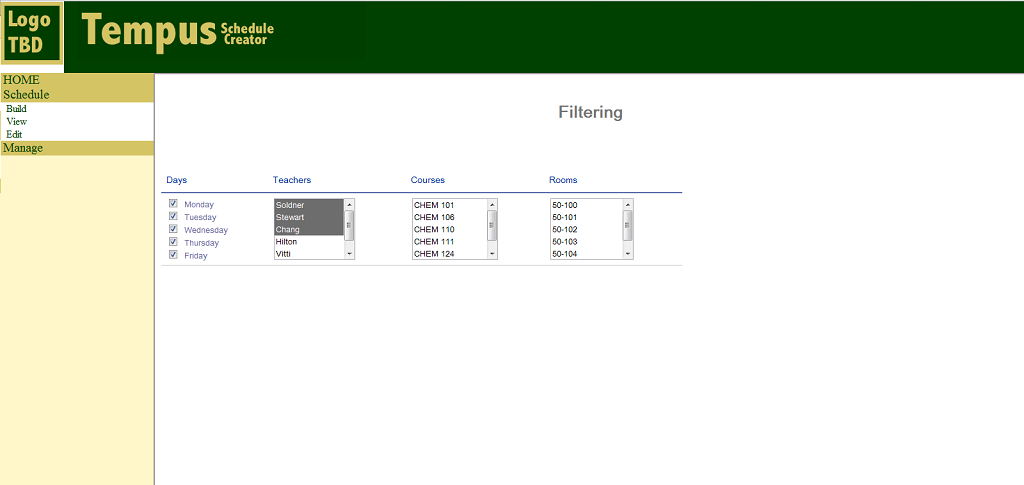 Logo
TBD
Tempus Schedule
Creator
HOME
Schedule
Build
View
Edit
Manage
Filtering
Days Teachers Courses Rooms
Monday Soldner CHEM 101 50-100
Tuesday Stewart CHEM 106 50-101
Wednesday Chang CHEM 110 50-102
Thursday Hilton CHEM 111 50-103
Friday Vitti CHEM 124 50-104